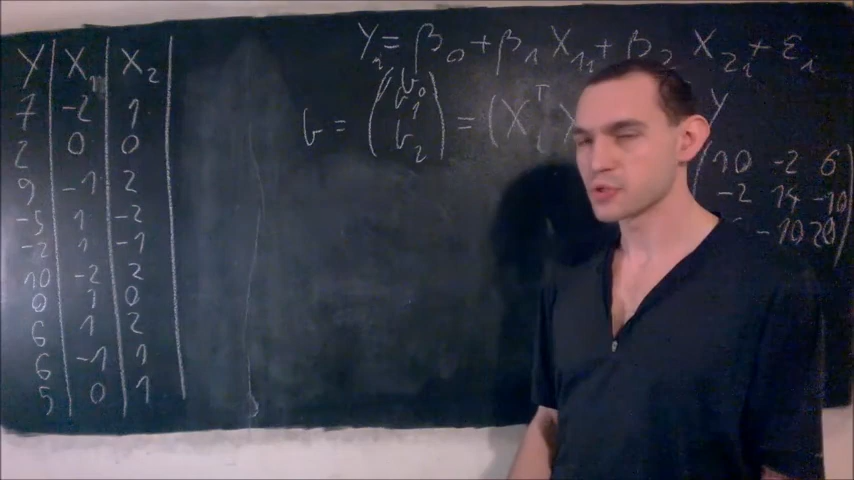 Y X₁ X₂
7 -2 1
2 0 0
9 -1 2
-5 1 -2
-2 1 -1
10 -2 2
0 1 0
6 1 2
6 -1 1
5 0 1
Yᵢ = β₀ + β₁ X₁ᵢ + β₂ X₂ᵢ + εᵢ
b = ( b₀ b₁ b₂ ) = (Xᵀ X Y
10 -2 6
-2 14 -10
-10 20